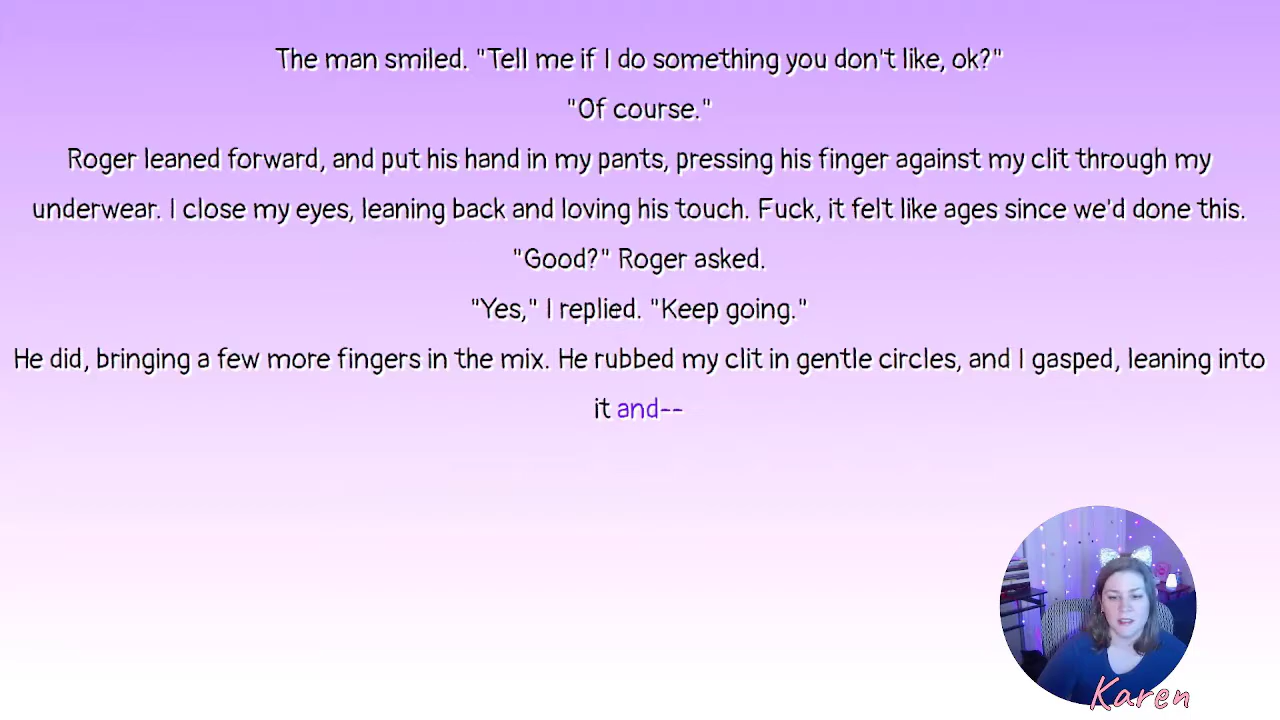 The man smiled. "Tell me if I do something you don't like, ok?"
"Of course."
Roger leaned forward, and put his hand in my pants, pressing his finger against my clit through my
underwear. I close my eyes, leaning back and loving his touch. Fuck, it felt like ages since we'd done this.
"Good?" Roger asked.
"Yes," I replied. "Keep going."
He did, bringing a few more fingers in the mix. He rubbed my clit in gentle circles, and I gasped, leaning into
it and--
Karen